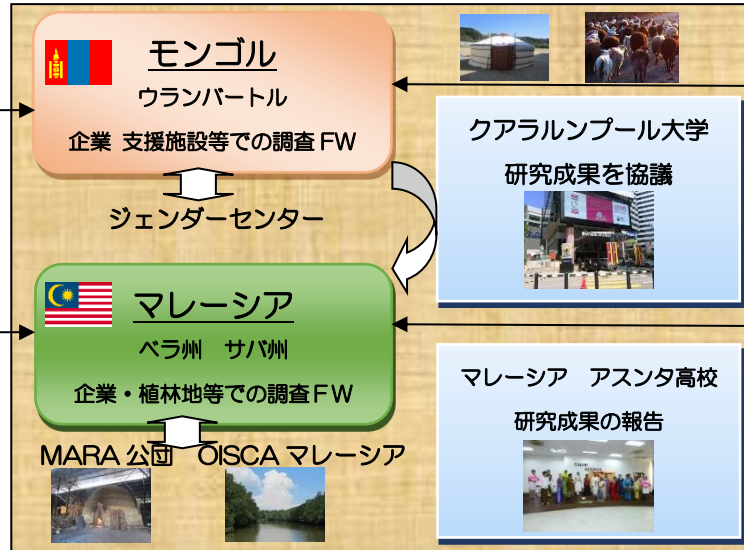 モンゴル
ウランバートル
企業 支援施設等での調査FW
ジェンダーセンター
マレーシア
ベラ州 サバ州
企業・植林地等での調査FW
MARA公団 OISCAマレーシア
クアラルンプール大学
研究成果を協議
マレーシア アスンタ高校
研究成果の報告